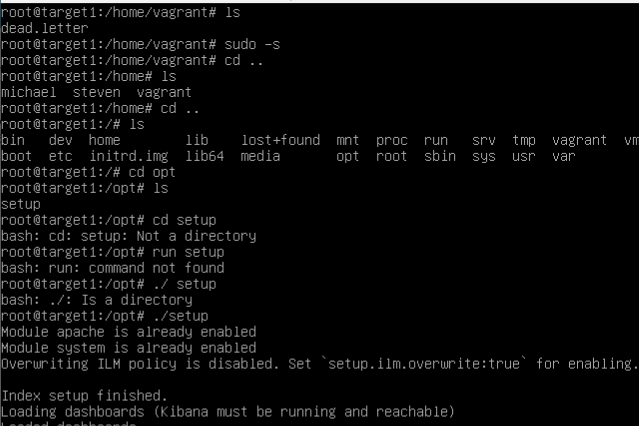 root@target1:/home/vagrant# ls
dead.letter
root@target1:/home/vagrant# sudo -s
root@target1:/home/vagrant# cd ..
root@target1:/home# ls
michael  steven  vagrant
root@target1:/home# cd ..
root@target1:/# ls
bin   dev  home        lib    lost+found  mnt  proc  run   srv  tmp  vagrant  vm
boot  etc  initrd.img  lib64  media       opt  root  sbin  sys  usr  var
root@target1:/# cd opt
root@target1:/opt# ls
setup
root@target1:/opt# cd setup
bash: cd: setup: Not a directory
root@target1:/opt# run setup
bash: run: command not found
root@target1:/opt# ./ setup
bash: ./: Is a directory
root@target1:/opt# ./setup
Module apache is already enabled
Module system is already enabled
Overwriting ILM policy is disabled. Set `setup.ilm.overwrite:true` for enabling.
Index setup finished.
Loading dashboards (Kibana must be running and reachable)
Loaded dashboards